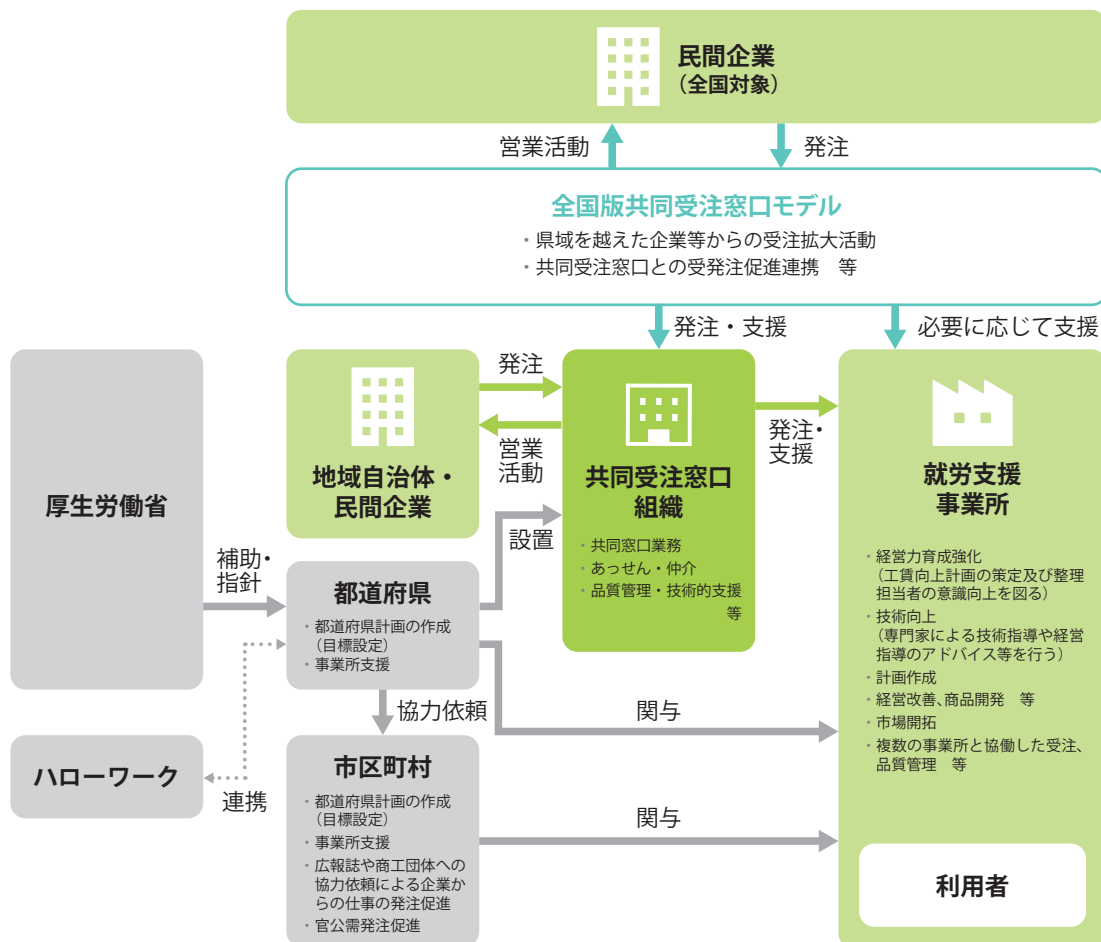 民間企業
（全国対象）
営業活動
発注
全国版共同受注窓口モデル
・県域を越えた企業等からの受注拡大活動
・共同受注窓口との受発注促進連携　等
発注・支援
必要に応じて支援
厚生労働省
地域自治体・
民間企業
発注
営業
活動
共同受注窓口
組織
・共同窓口業務
・あっせん・仲介
・品質管理・技術的支援
等
発注・
支援
就労支援
事業所
・経営力育成強化
（工賃向上計画の策定及び整理
担当者の意識向上を図る）
・技術向上
（専門家による技術指導や経営
指導のアドバイス等を行う）
・計画作成
・経営改善、商品開発　等
・市場開拓
・複数の事業所と協働した受注、
品質管理　等
利用者
補助・
指針
設置
都道府県
・都道府県計画の作成
（目標設定）
・事業所支援
協力依頼
関与
ハローワーク
連携
市区町村
・都道府県計画の作成
（目標設定）
・事業所支援
・広報誌や商工団体への
協力依頼による企業か
らの仕事の発注促進
・官公需発注促進
関与